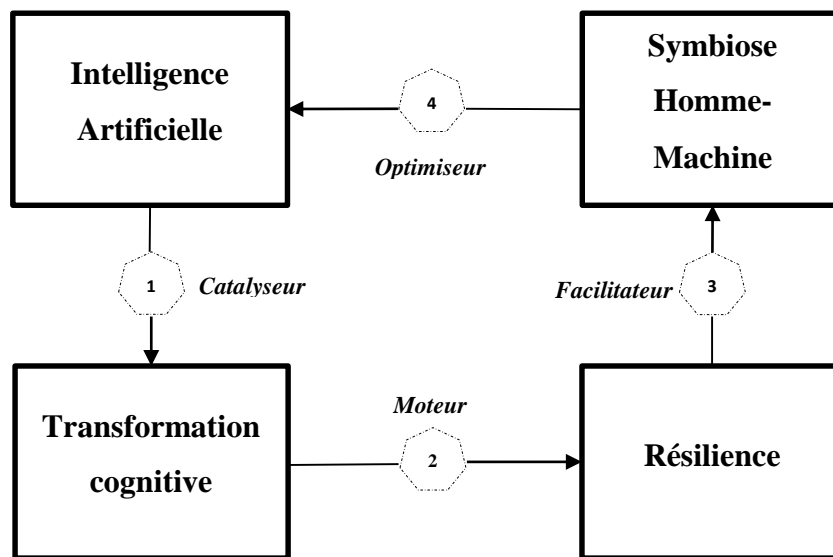 Intelligence
Artificielle
Symbiose
Homme-
Machine
4
Optimiseur
1
Catalyseur
Facilitateur
3
Transformation
cognitive
Moteur
2
Résilience